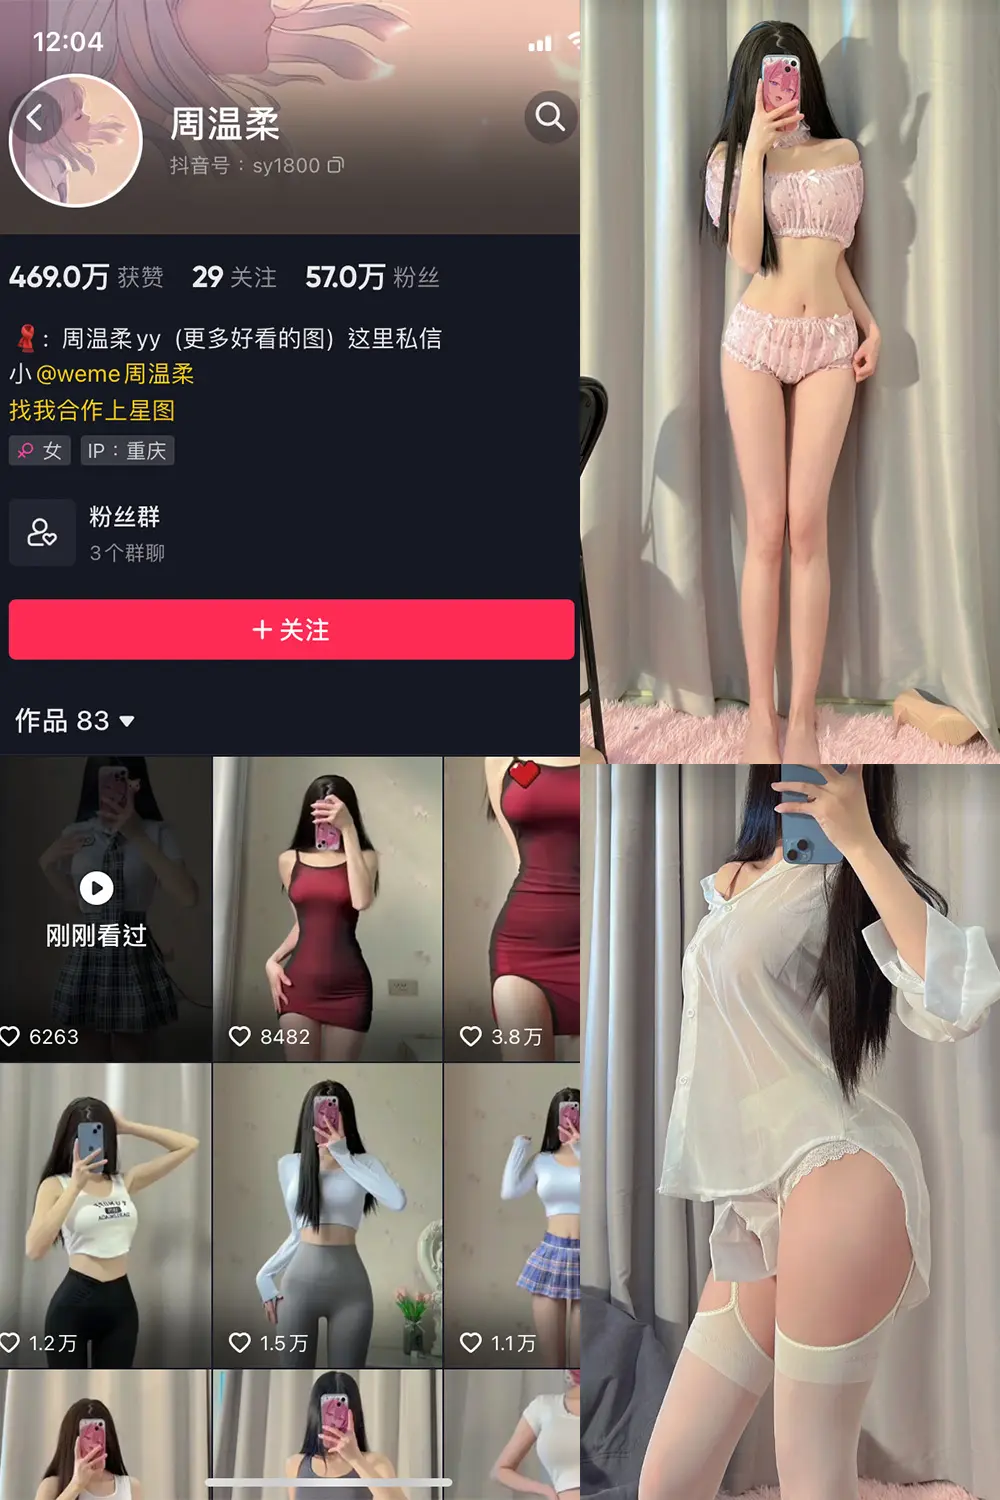 12:04
周温柔
抖音号：sy1800
469.0万 获赞 29 关注 57.0万 粉丝
：周温柔yy（更多好看的图）这里私信
小@weme周温柔
找我合作上星图
女 IP：重庆
粉丝群
3个群聊
＋关注
作品 83
刚刚看过
6263 8482 3.8万
1.2万 1.5万 1.1万